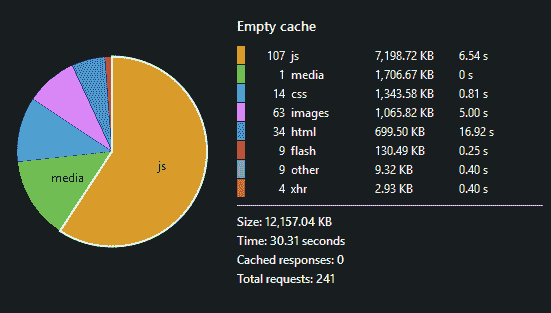 Empty cache
js
media
107 js 7,198.72 KB 6.54 s
1 media 1,706.67 KB 0 s
14 css 1,343.58 KB 0.81 s
63 images 1,065.82 KB 5.00 s
34 html 699.50 KB 16.92 s
9 flash 130.49 KB 0.25 s
9 other 9.32 KB 0.40 s
4 xhr 2.93 KB 0.40 s
Size: 12,157.04 KB
Time: 30.31 seconds
Cached responses: 0
Total requests: 241